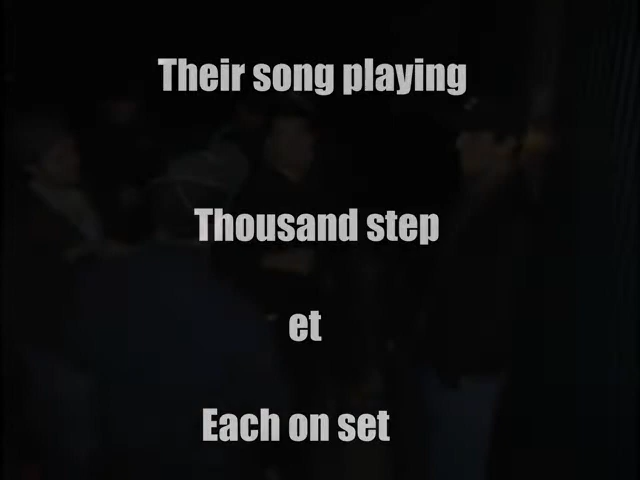 Their song playing
Thousand step
et
Each on set